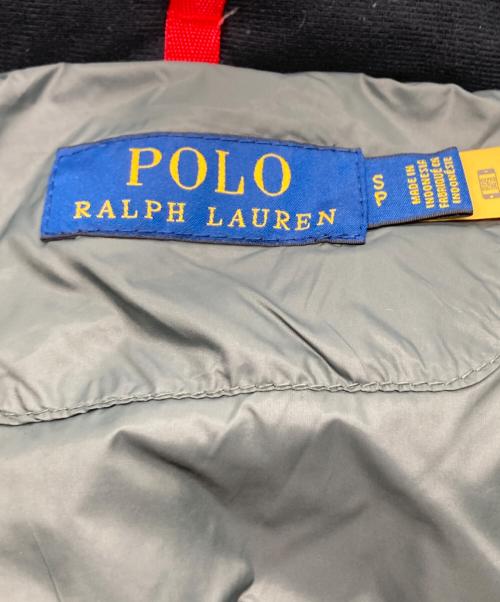 POLO
RALPH LAUREN
S
P
MADE IN
INDONESIA
FABRIQUÉ EN
INDONÉSIE